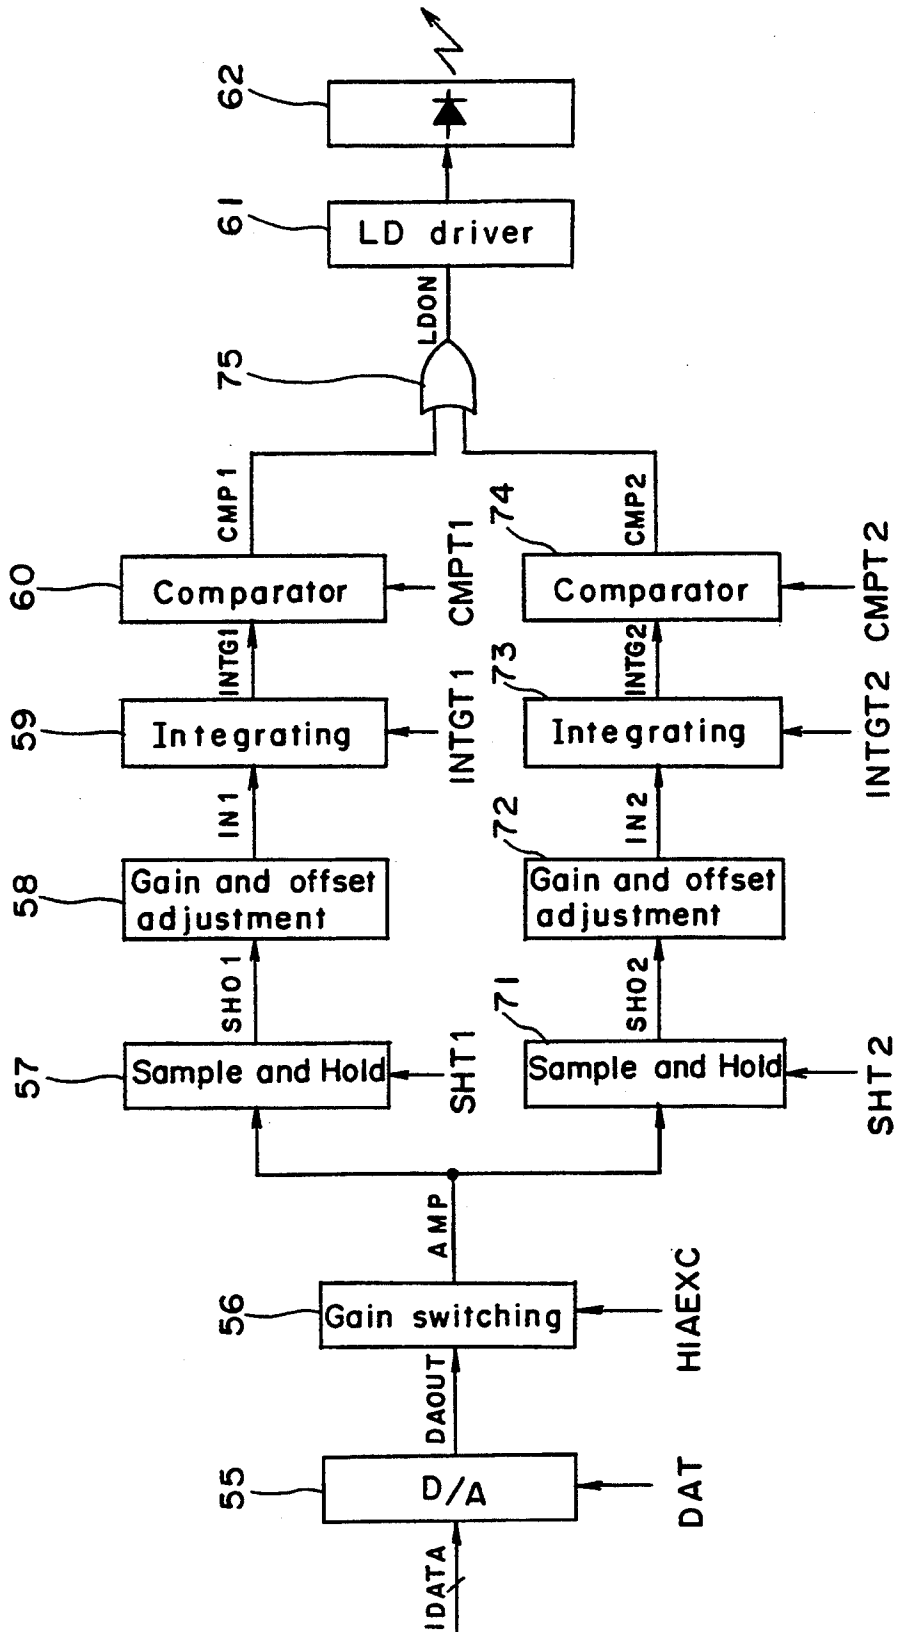 62
61
LD driver
LDON
75
CMP1
CMP2
60
Comparator
CMPT1
74
Comparator
CMPT2
INTG1
INTG2
59
Integrating
INTGT1
73
Integrating
INTGT2
IN1
IN2
58
Gain and offset
adjustment
72
Gain and offset
adjustment
SHO1
SHO2
57
Sample and Hold
SHT1
71
Sample and Hold
SHT2
AMP
56
Gain switching
HIAEXC
DAOUT
55
D/A
DAT
IDATA